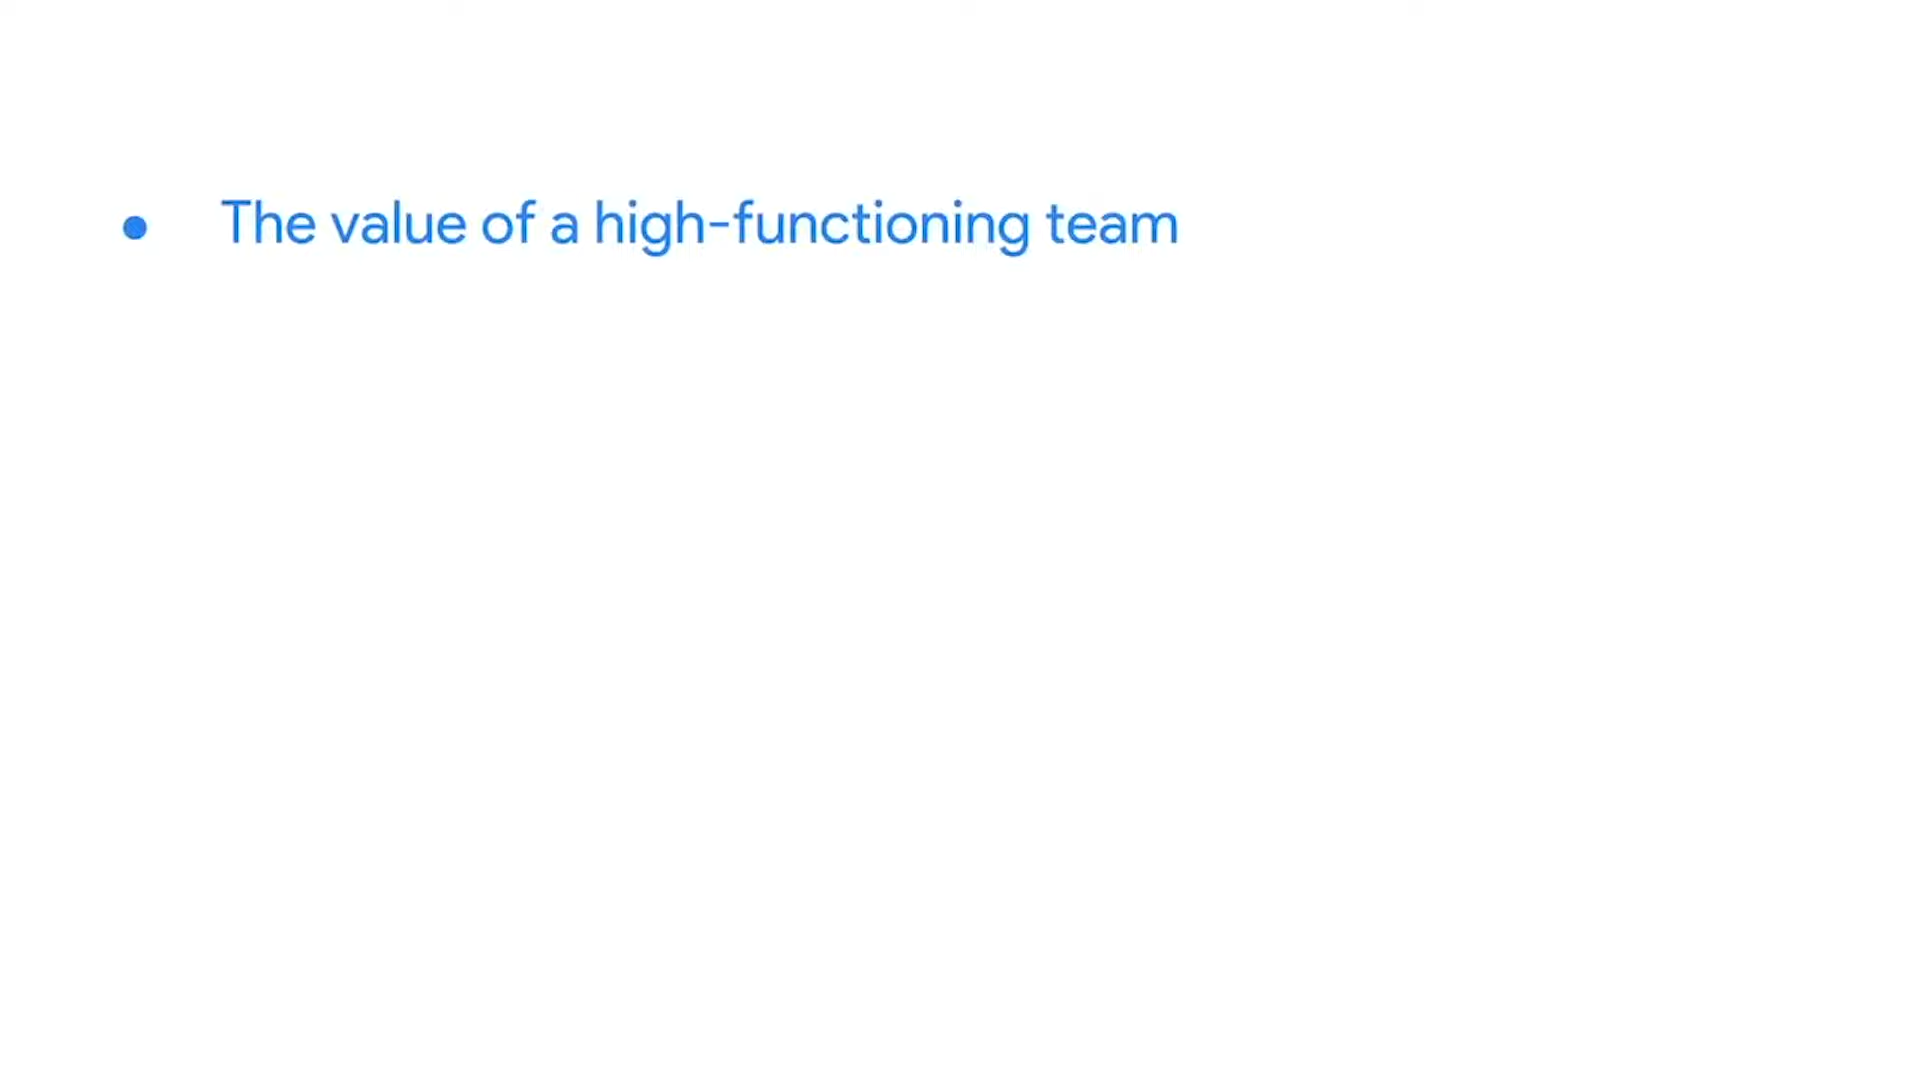 • The value of a high-functioning team